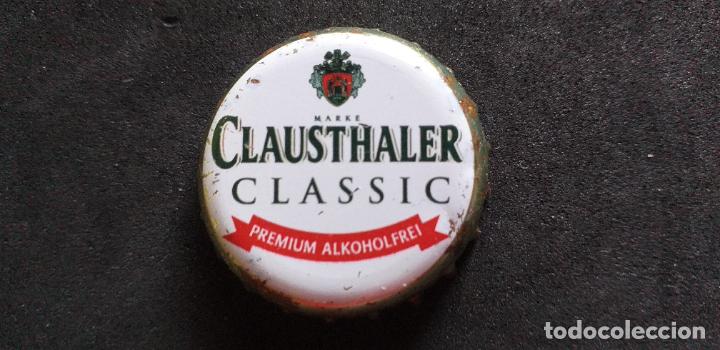 MARKE
CLAUSTHALER
CLASSIC
PREMIUM ALKOHOLFREI
todocoleccion